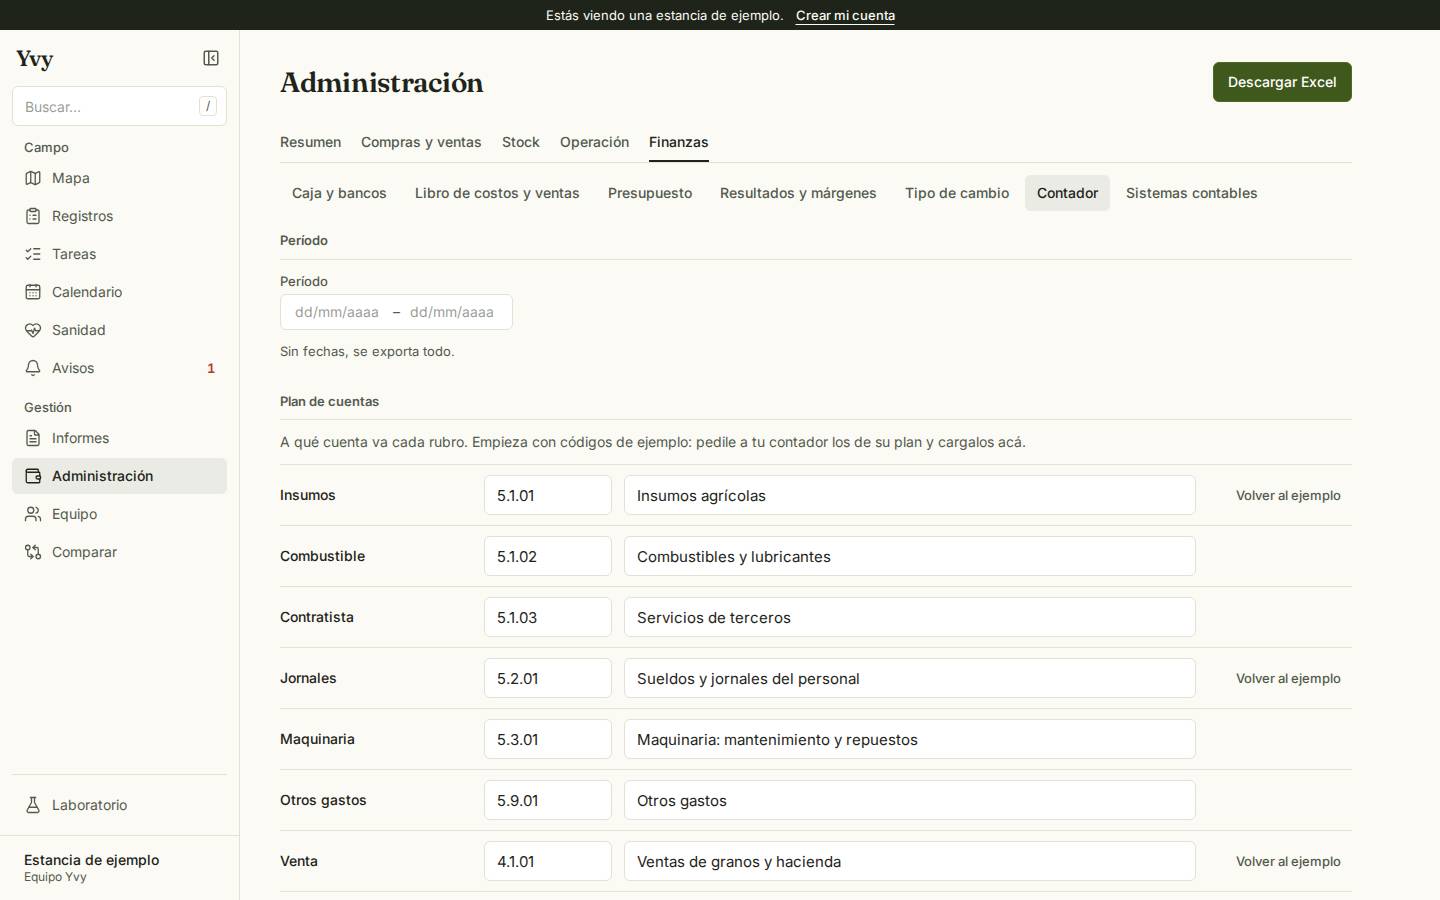 Estás viendo una estancia de ejemplo. Crear mi cuenta
Yvy
Buscar... /
Campo
Mapa
Registros
Tareas
Calendario
Sanidad
Avisos 1
Gestión
Informes
Administración
Equipo
Comparar
Laboratorio
Estancia de ejemplo
Equipo Yvy
Administración
Descargar Excel
Resumen Compras y ventas Stock Operación Finanzas
Caja y bancos Libro de costos y ventas Presupuesto Resultados y márgenes Tipo de cambio Contador Sistemas contables
Período
Período
dd/mm/aaaa – dd/mm/aaaa
Sin fechas, se exporta todo.
Plan de cuentas
A qué cuenta va cada rubro. Empieza con códigos de ejemplo: pedile a tu contador los de su plan y cargalos acá.
Insumos 5.1.01 Insumos agrícolas Volver al ejemplo
Combustible 5.1.02 Combustibles y lubricantes
Contratista 5.1.03 Servicios de terceros
Jornales 5.2.01 Sueldos y jornales del personal Volver al ejemplo
Maquinaria 5.3.01 Maquinaria: mantenimiento y repuestos
Otros gastos 5.9.01 Otros gastos
Venta 4.1.01 Ventas de granos y hacienda Volver al ejemplo